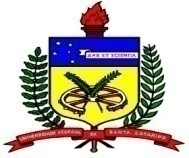 ARS ET SCIENTIA
UNIVERSIDADE FEDERAL DE SANTA CATARINA